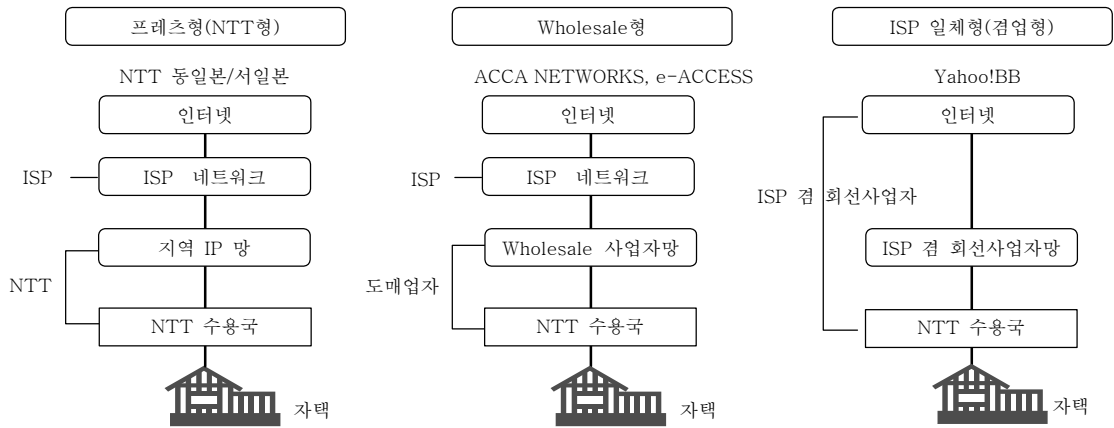 프레츠형(NTT형)
NTT 동일본/서일본
인터넷
ISP
ISP 네트워크
지역 IP 망
NTT
NTT 수용국
자택
Wholesale형
ACCA NETWORKS, e-ACCESS
인터넷
ISP
ISP 네트워크
Wholesale 사업자망
도매업자
NTT 수용국
자택
ISP 일체형(겸업형)
Yahoo!BB
인터넷
ISP 겸 회선사업자
ISP 겸 회선사업자망
NTT 수용국
자택